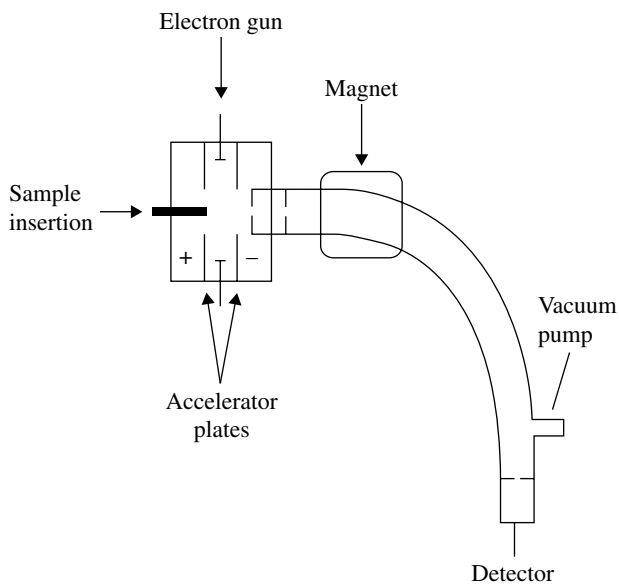 Electron gun
Magnet
Sample
insertion
+
−
Vacuum
pump
Accelerator
plates
Detector